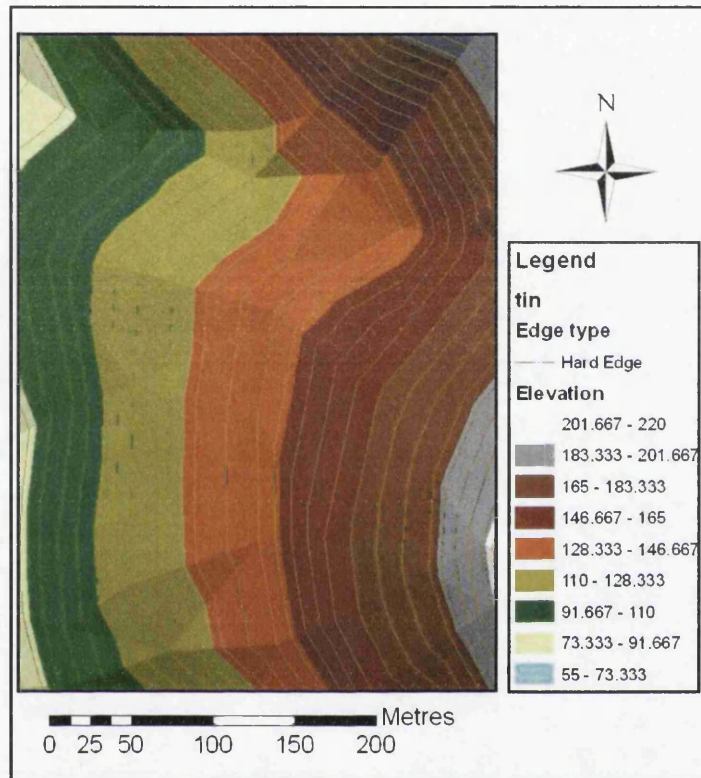 N
Legend
tin
Edge type
Hard Edge
Elevation
201.667 - 220
183.333 - 201.667
165 - 183.333
146.667 - 165
128.333 - 146.667
110 - 128.333
91.667 - 110
73.333 - 91.667
55 - 73.333
Metres
0 25 50 100 150 200